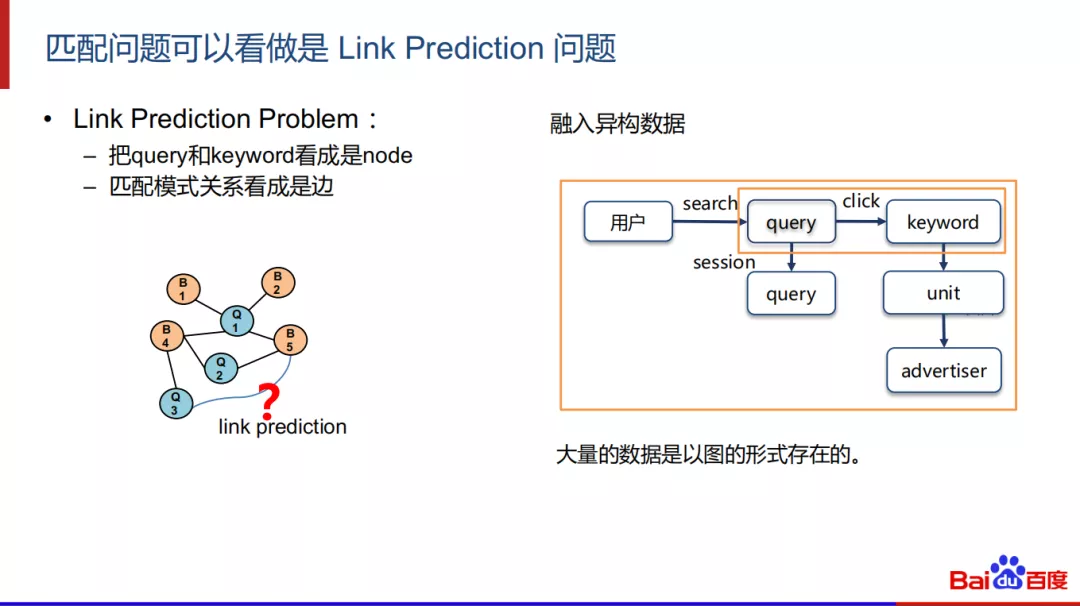 匹配问题可以看做是 Link Prediction 问题
• Link Prediction Problem：
– 把query和keyword看成是node
– 匹配模式关系看成是边
B
1
B
2
Q
1
B
4
B
5
Q
2
Q
3
?
link prediction
融入异构数据
用户
search
query
click
keyword
session
query
unit
advertiser
大量的数据是以图的形式存在的。
Bai du 百度